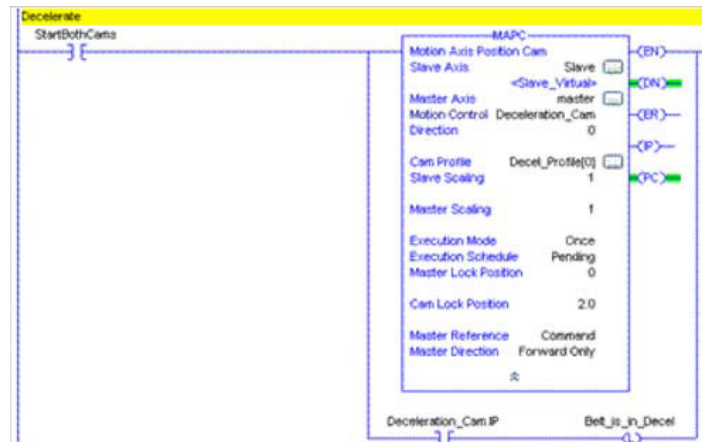 Decelerate
StartBothCams
MAPC
Motion Axis Position Cam
Slave Axis Slave ...
<Slave_Virtual>
Master Axis master ...
Motion Control Deceleration_Cam
Direction 0
Cam Profile Decel_Profile[0] ...
Slave Scaling 1
Master Scaling 1
Execution Mode Once
Execution Schedule Pending
Master Lock Position 0
Cam Lock Position 2.0
Master Reference Command
Master Direction Forward Only
(EN)
(DN)
(ER)
(IP)
(PC)
Deceleration_Cam.IP Belt_is_in_Decel
(L)